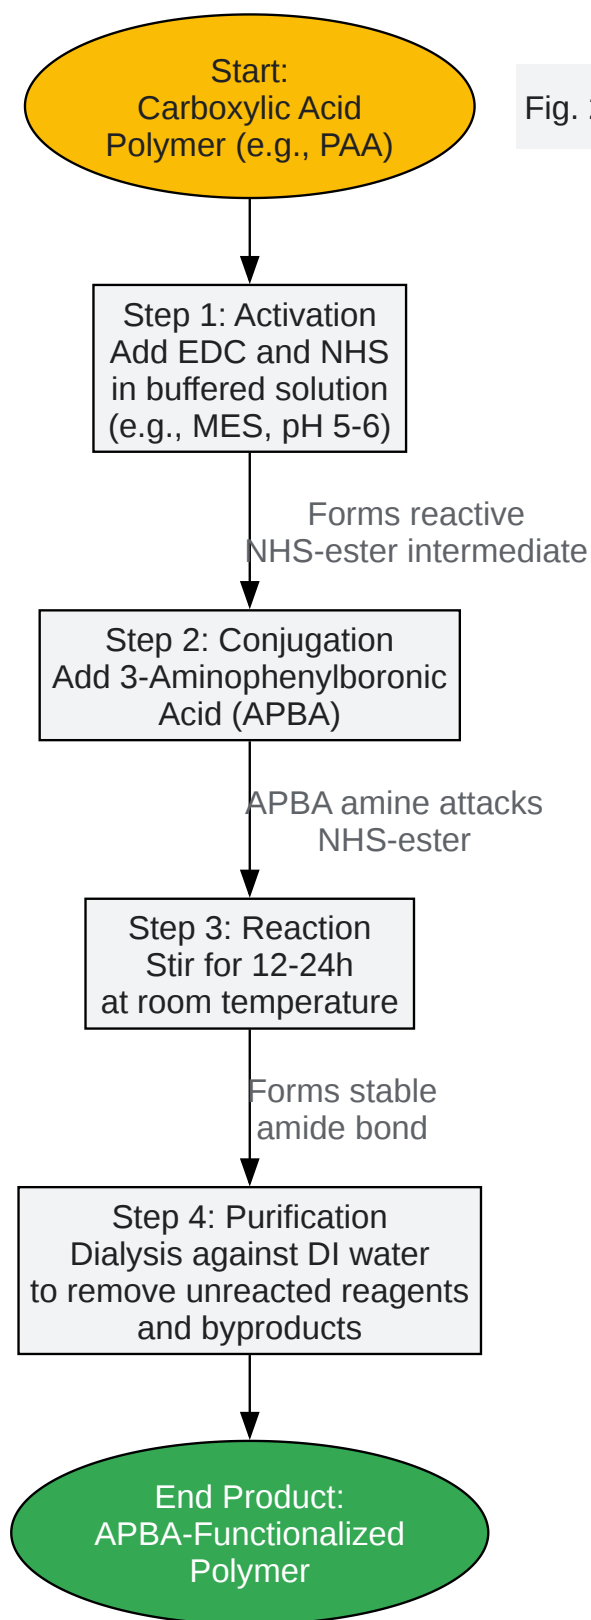 Start:
Carboxylic Acid
Polymer (e.g., PAA)
Fig.
Step 1: Activation
Add EDC and NHS
in buffered solution
(e.g., MES, pH 5-6)
Forms reactive
NHS-ester intermediate
Step 2: Conjugation
Add 3-Aminophenylboronic
Acid (APBA)
APBA amine attacks
NHS-ester
Step 3: Reaction
Stir for 12-24h
at room temperature
Forms stable
amide bond
Step 4: Purification
Dialysis against DI water
to remove unreacted reagents
and byproducts
End Product:
APBA-Functionalized
Polymer